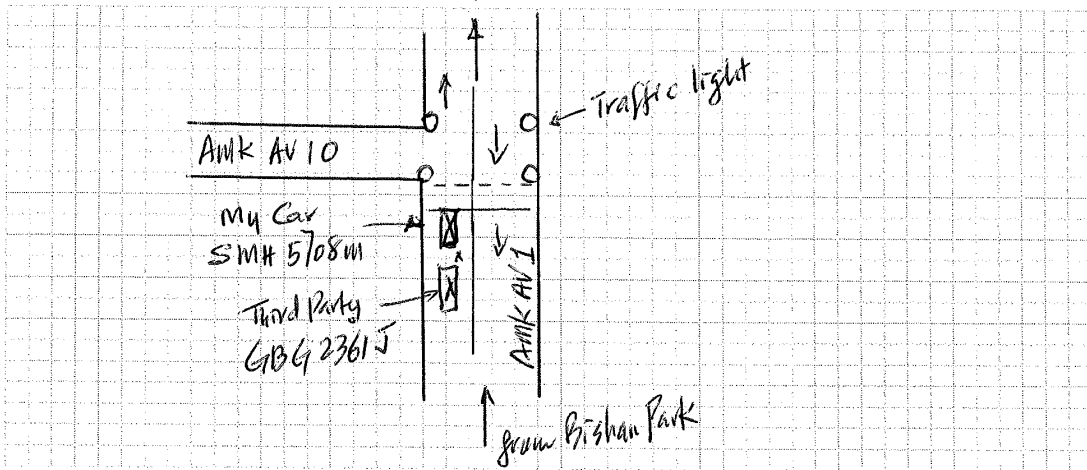 Traffic light
AMK AV 10
My Car
SMH 5708M
Third Party
GBG 2361J
AMK AV 1
from Bishan Park